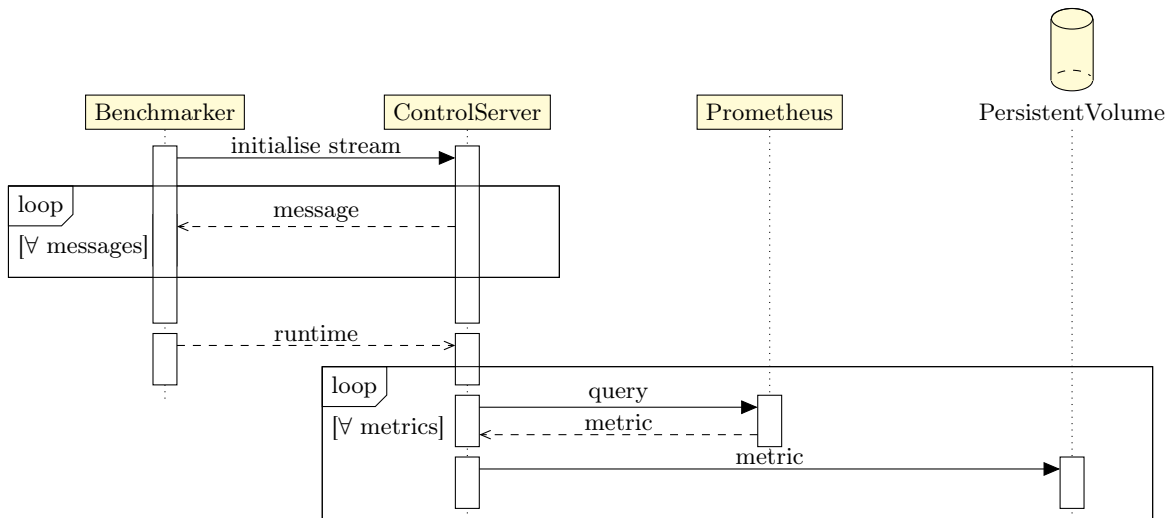 Benchmarker
ControlServer
Prometheus
PersistentVolume
initialise stream
loop
message
[∀ messages]
runtime
loop
query
[∀ metrics]
metric
metric